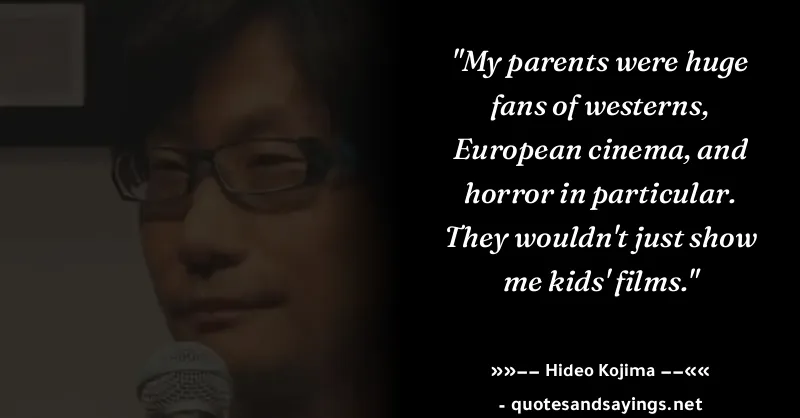 "My parents were huge
fans of westerns,
European cinema, and
horror in particular.
They wouldn't just show
me kids' films."
»»−− Hideo Kojima −−««
- quotesandsayings.net